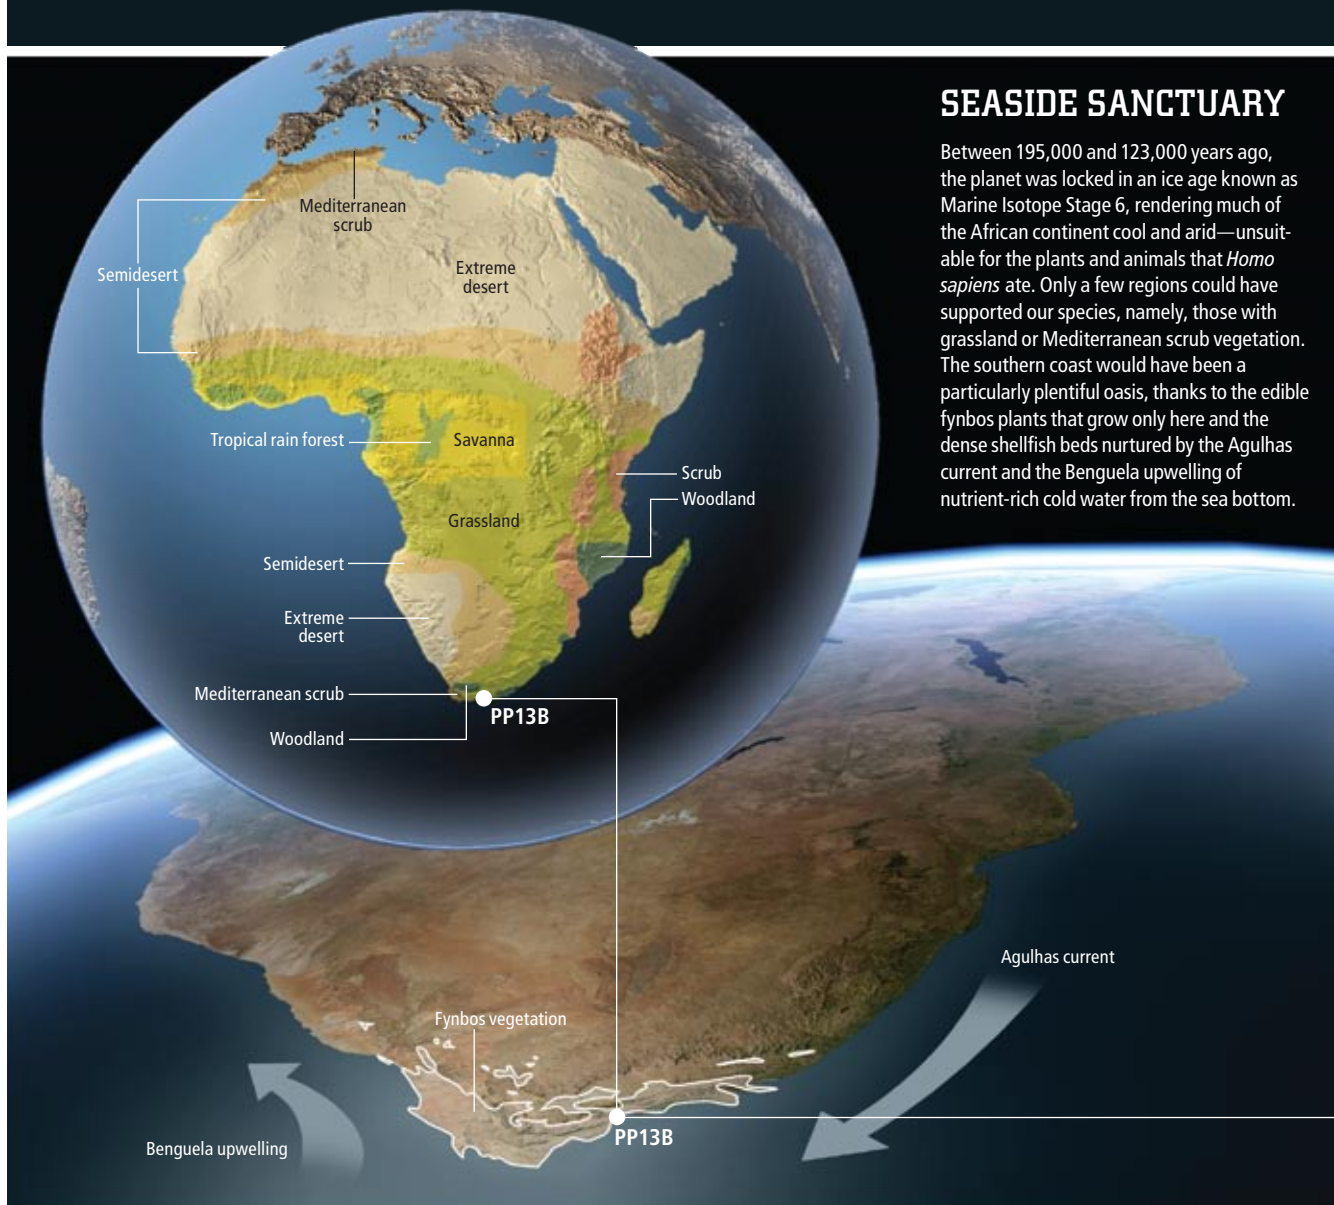 SEASIDE SANCTUARY
Between 195,000 and 123,000 years ago,
the planet was locked in an ice age known as
Marine Isotope Stage 6, rendering much of
the African continent cool and arid—unsuit-
able for the plants and animals that Homo
sapiens ate. Only a few regions could have
supported our species, namely, those with
grassland or Mediterranean scrub vegetation.
The southern coast would have been a
particularly plentiful oasis, thanks to the edible
fynbos plants that grow only here and the
dense shellfish beds nurtured by the Agulhas
current and the Benguela upwelling of
nutrient-rich cold water from the sea bottom.
Mediterranean
scrub
Semidesert
Extreme
desert
Tropical rain forest
Savanna
Scrub
Woodland
Grassland
Semidesert
Extreme
desert
Mediterranean scrub
PP13B
Woodland
Agulhas current
Fynbos vegetation
PP13B
Benguela upwelling